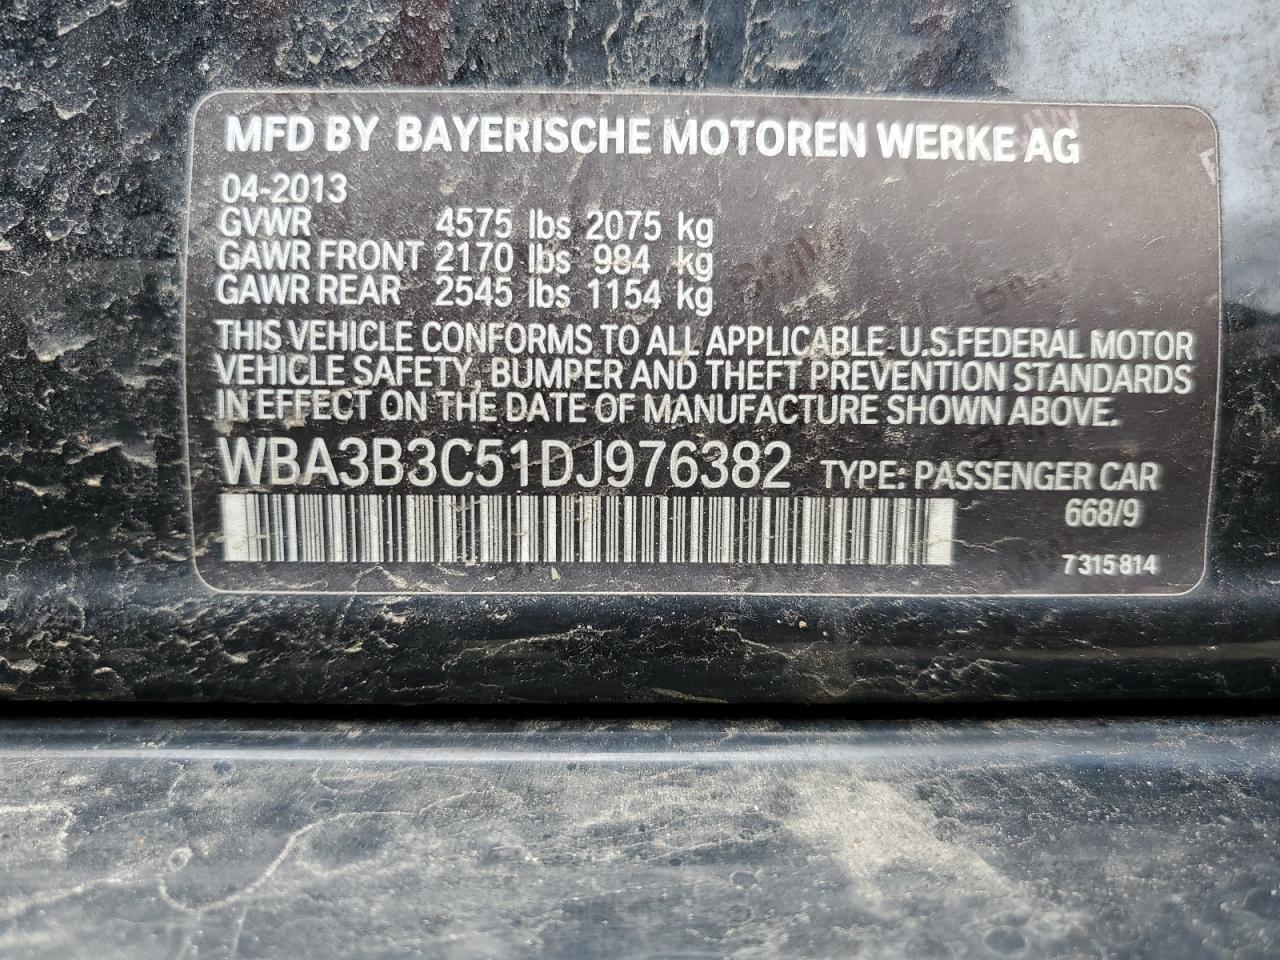 MFD BY BAYERISCHE MOTOREN WERKE AG
04-2013
GVWR 4575 lbs 2075 kg
GAWR FRONT 2170 lbs 984 kg
GAWR REAR 2545 lbs 1154 kg
THIS VEHICLE CONFORMS TO ALL APPLICABLE U.S.FEDERAL MOTOR
VEHICLE SAFETY, BUMPER AND THEFT PREVENTION STANDARDS
IN EFFECT ON THE DATE OF MANUFACTURE SHOWN ABOVE.
WBA3B3C51DJ976382 TYPE: PASSENGER CAR
668/9
7 315 814